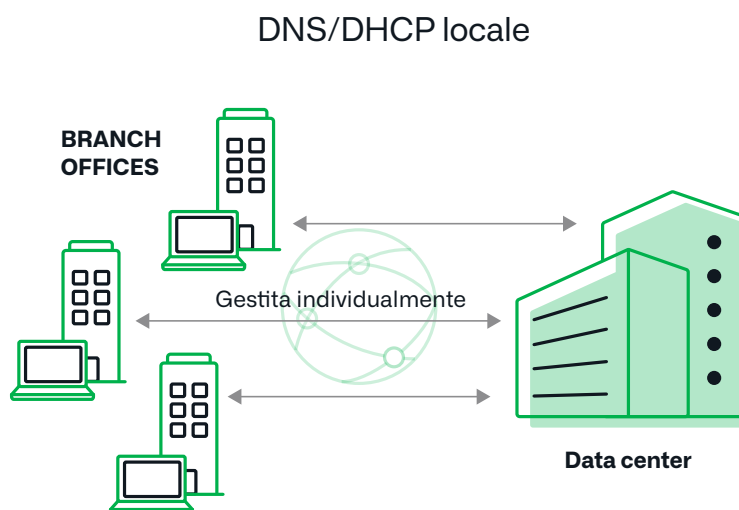 DNS/DHCP locale
BRANCH
OFFICES
Gestita individualmente
Data center